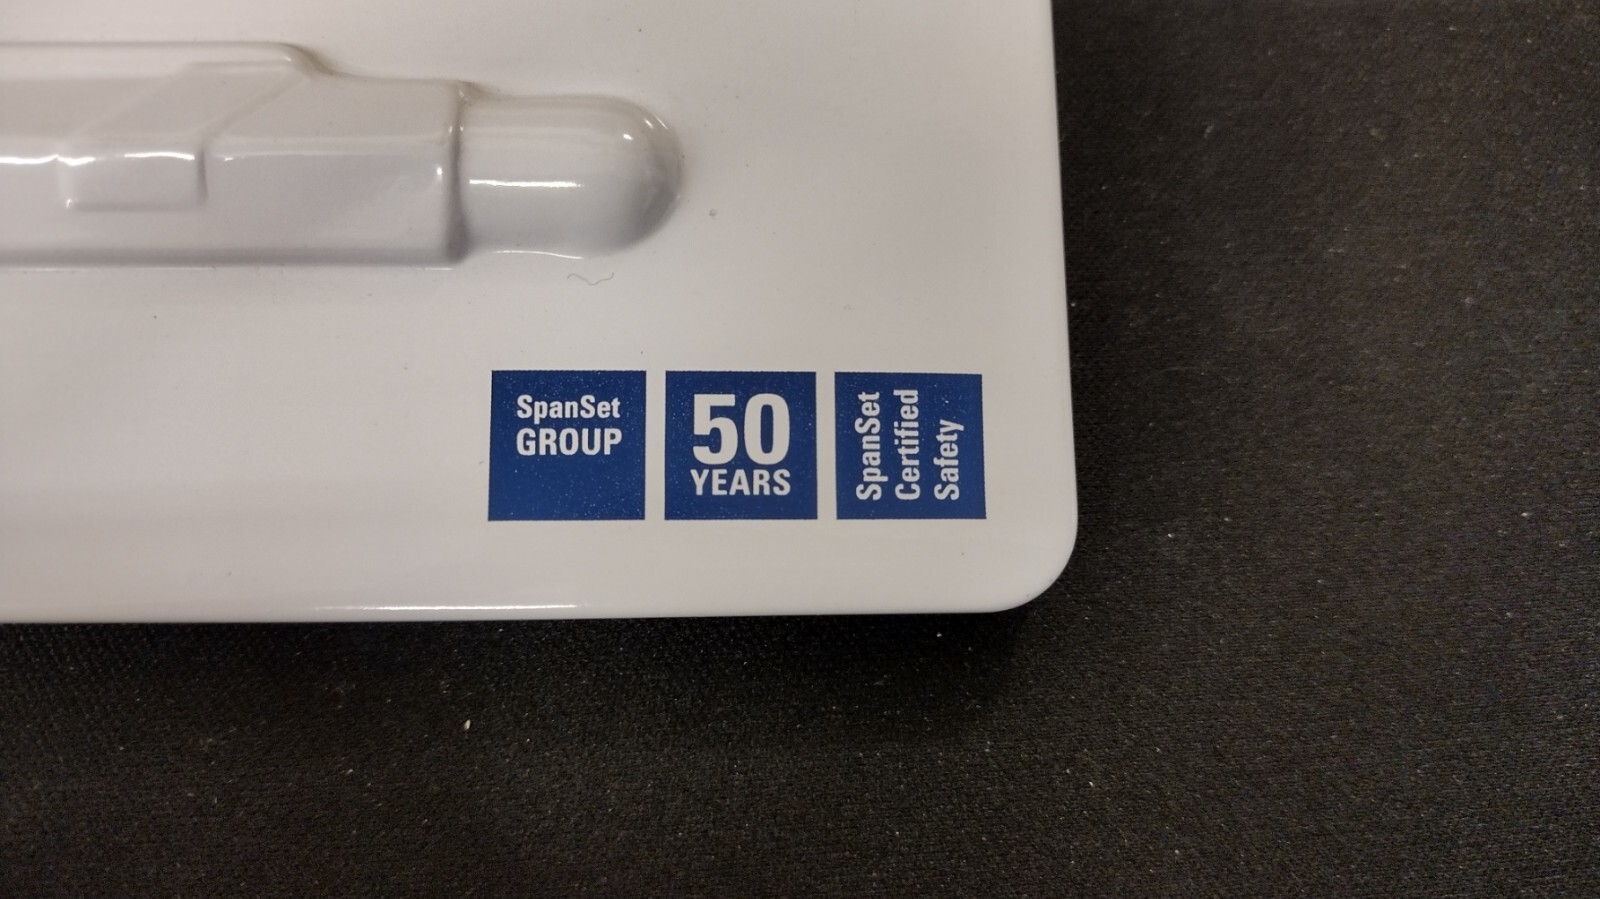 SpanSet
GROUP
50
YEARS
SpanSet
Certified
Safety